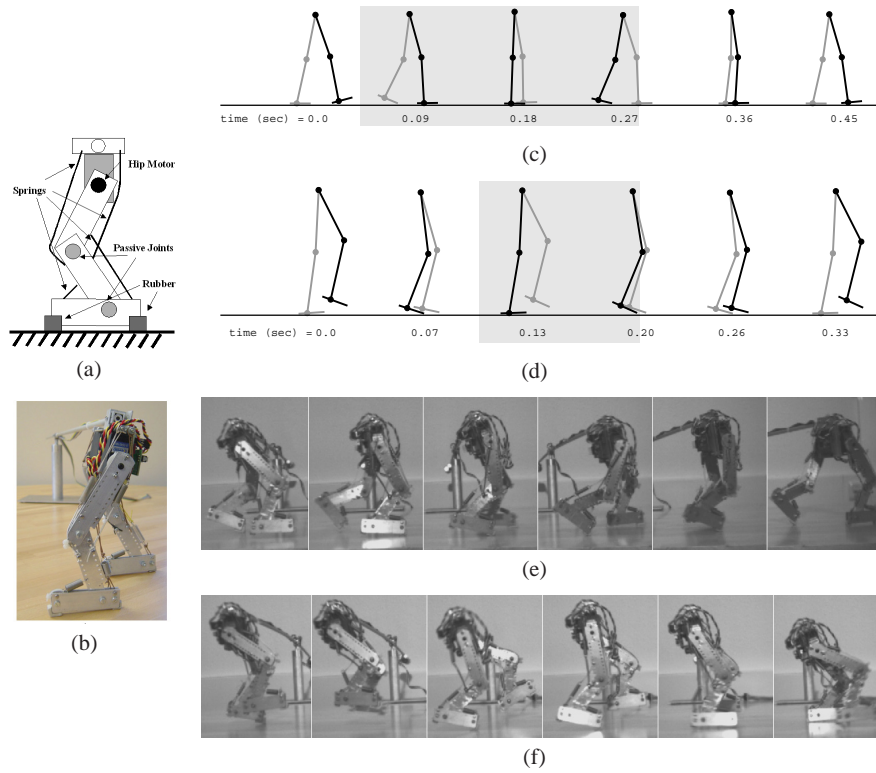 Hip Motor
Springs
Passive Joints
Rubber
(a)
(b)
time (sec) = 0.0 0.09 0.18 0.27 0.36 0.45
(c)
time (sec) = 0.0 0.07 0.13 0.20 0.26 0.33
(d)
(e)
(f)